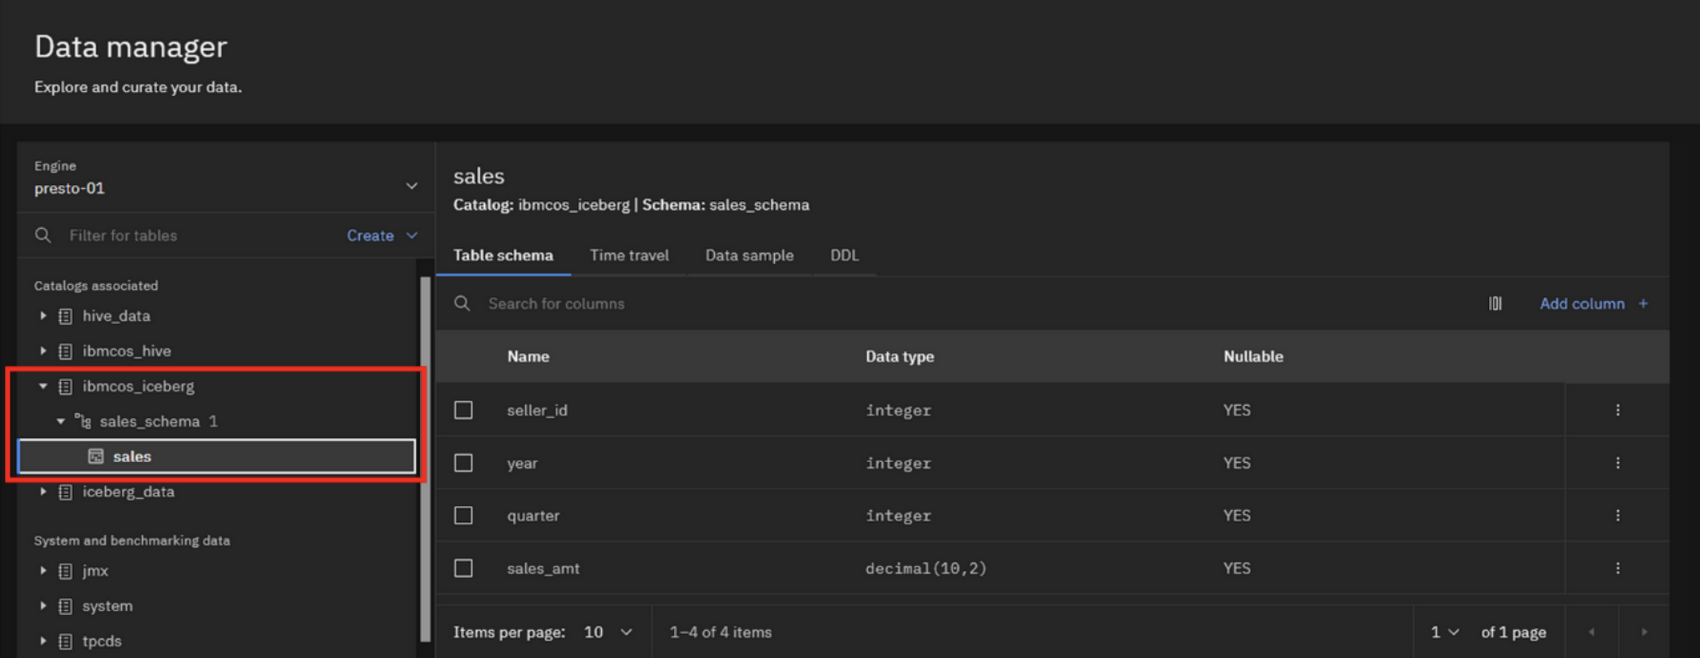 Data manager
Explore and curate your data.
Engine
presto-01
Filter for tables Create
Catalogs associated
hive_data
ibmcos_hive
ibmcos_iceberg
sales_schema 1
sales
iceberg_data
System and benchmarking data
jmx
system
tpcds
sales
Catalog: ibmcos_iceberg | Schema: sales_schema
Table schema Time travel Data sample DDL
Search for columns Add column +
Name Data type Nullable
seller_id integer YES
year integer YES
quarter integer YES
sales_amt decimal(10,2) YES
Items per page: 10 1–4 of 4 items 1 of 1 page